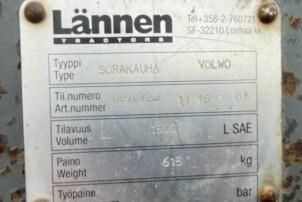 Lännen
TRACTORS
Tel+358-2-760721
SF-32210 Loimaa kk.
Tyyppi
Type
SORAKAUHA VOLVO
Til.numero
Art.nummer
11 16 05 01
Tilavuus
Volume
L SAE
Paino
Weight
615 kg
Työpaine
bar